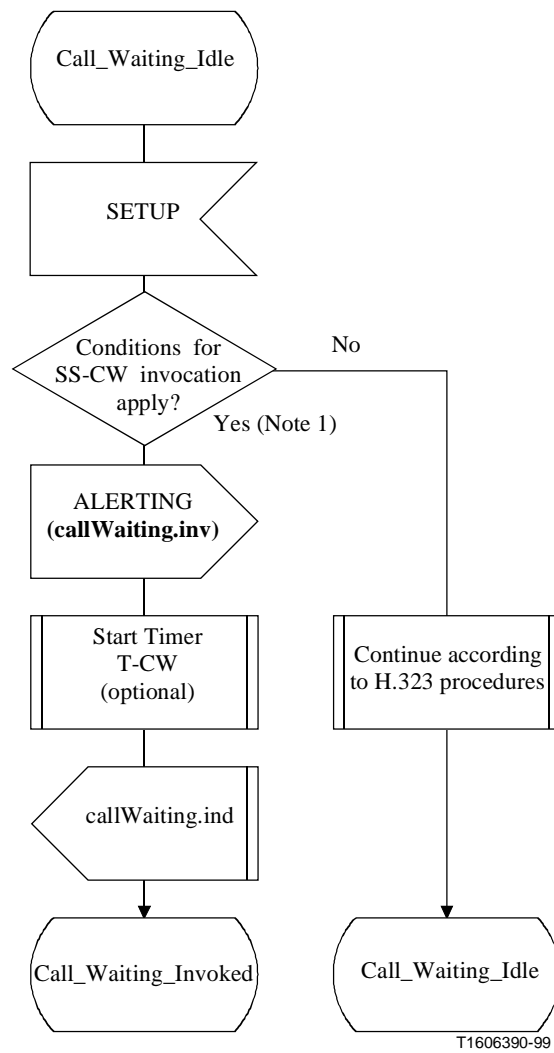 Call_Waiting_Idle
SETUP
Conditions for
SS-CW invocation
apply?
No
Yes (Note 1)
ALERTING
(callWaiting.inv)
Start Timer
T-CW
(optional)
Continue according
to H.323 procedures
callWaiting.ind
Call_Waiting_Invoked
Call_Waiting_Idle
T1606390-99